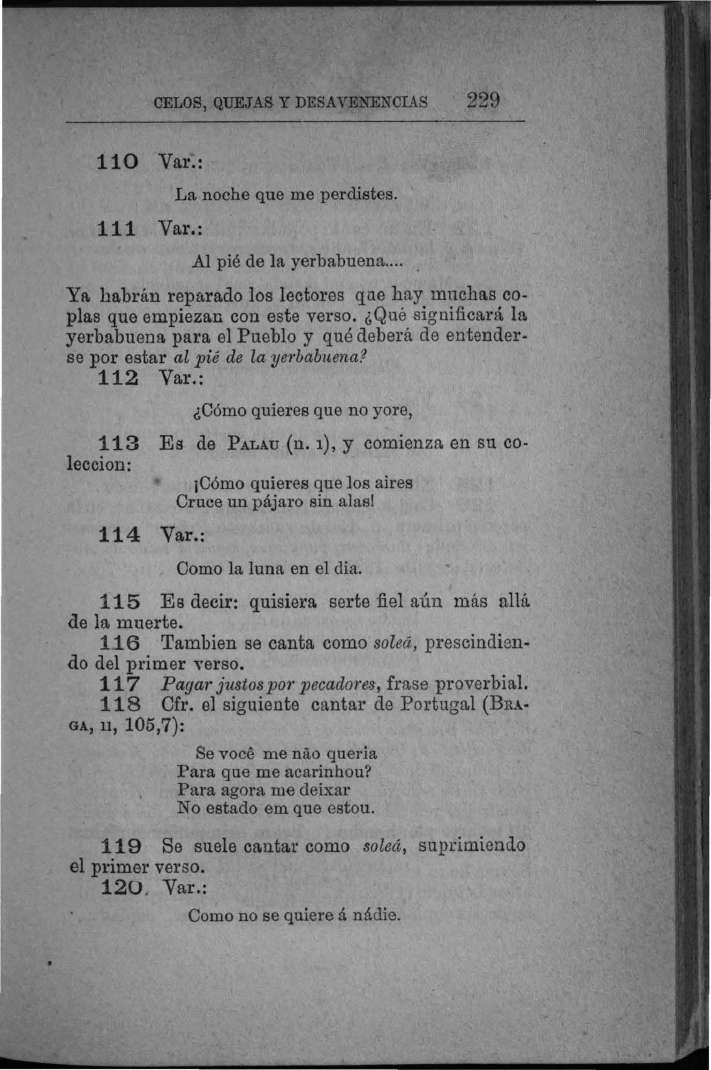 CELOS, QUEJAS Y DESAVENENCIAS 229
110 Var.:
La noche que me perdistes.
111 Var.:
Al pié de la yerbabuena....
Ya habrán reparado los lectores que hay muchas co-
plas que empiezan con este verso. ¿Qué significará la
yerbabuena para el Pueblo y qué deberá de entender-
se por estar al pié de la yerbabuena?
112 Var.:
¿Cómo quieres que no yore,
113 Es de PALAU (n. 1), y comienza en su co-
leccion:
¡Cómo quieres que los aires
Cruce un pájaro sin alas!
114 Var.:
Como la luna en el dia.
115 Es decir: quisiera serte fiel aún más allá
de la muerte.
116 Tambien se canta como soleá, prescindien-
do del primer verso.
117 Pagar justos por pecadores, frase proverbial.
118 Cfr. el siguiente cantar de Portugal (BRA-
GA, II, 105,7):
Se você me não queria
Para que me acarinhou?
Para agora me deixar
No estado em que estou.
119 Se suele cantar como soleá, suprimiendo
el primer verso.
120. Var.:
Como no se quiere á nádie.